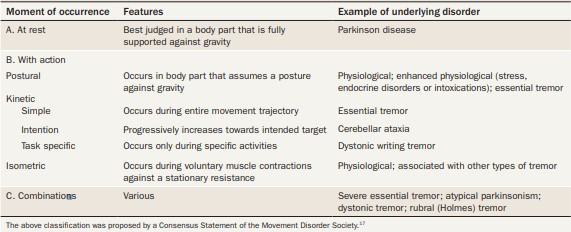 Moment of occurrence Features Example of underlying disorder
A. At rest Best judged in a body part that is fully Parkinson disease
supported against gravity
B. With action
Postural Occurs in body part that assumes a posture Physiological; enhanced physiological (stress,
against gravity endocrine disorders or intoxications); essential tremor
Kinetic
Simple Occurs during entire movement trajectory Essential tremor
Intention Progressively increases towards intended target Cerebellar ataxia
Task specific Occurs only during specific activities Dystonic writing tremor
Isometric Occurs during voluntary muscle contractions Physiological; associated with other types of tremor
against a stationary resistance
C. Combinations Various Severe essential tremor; atypical parkinsonism;
dystonic tremor; rubral (Holmes) tremor
The above classification was proposed by a Consensus Statement of the Movement Disorder Society.17